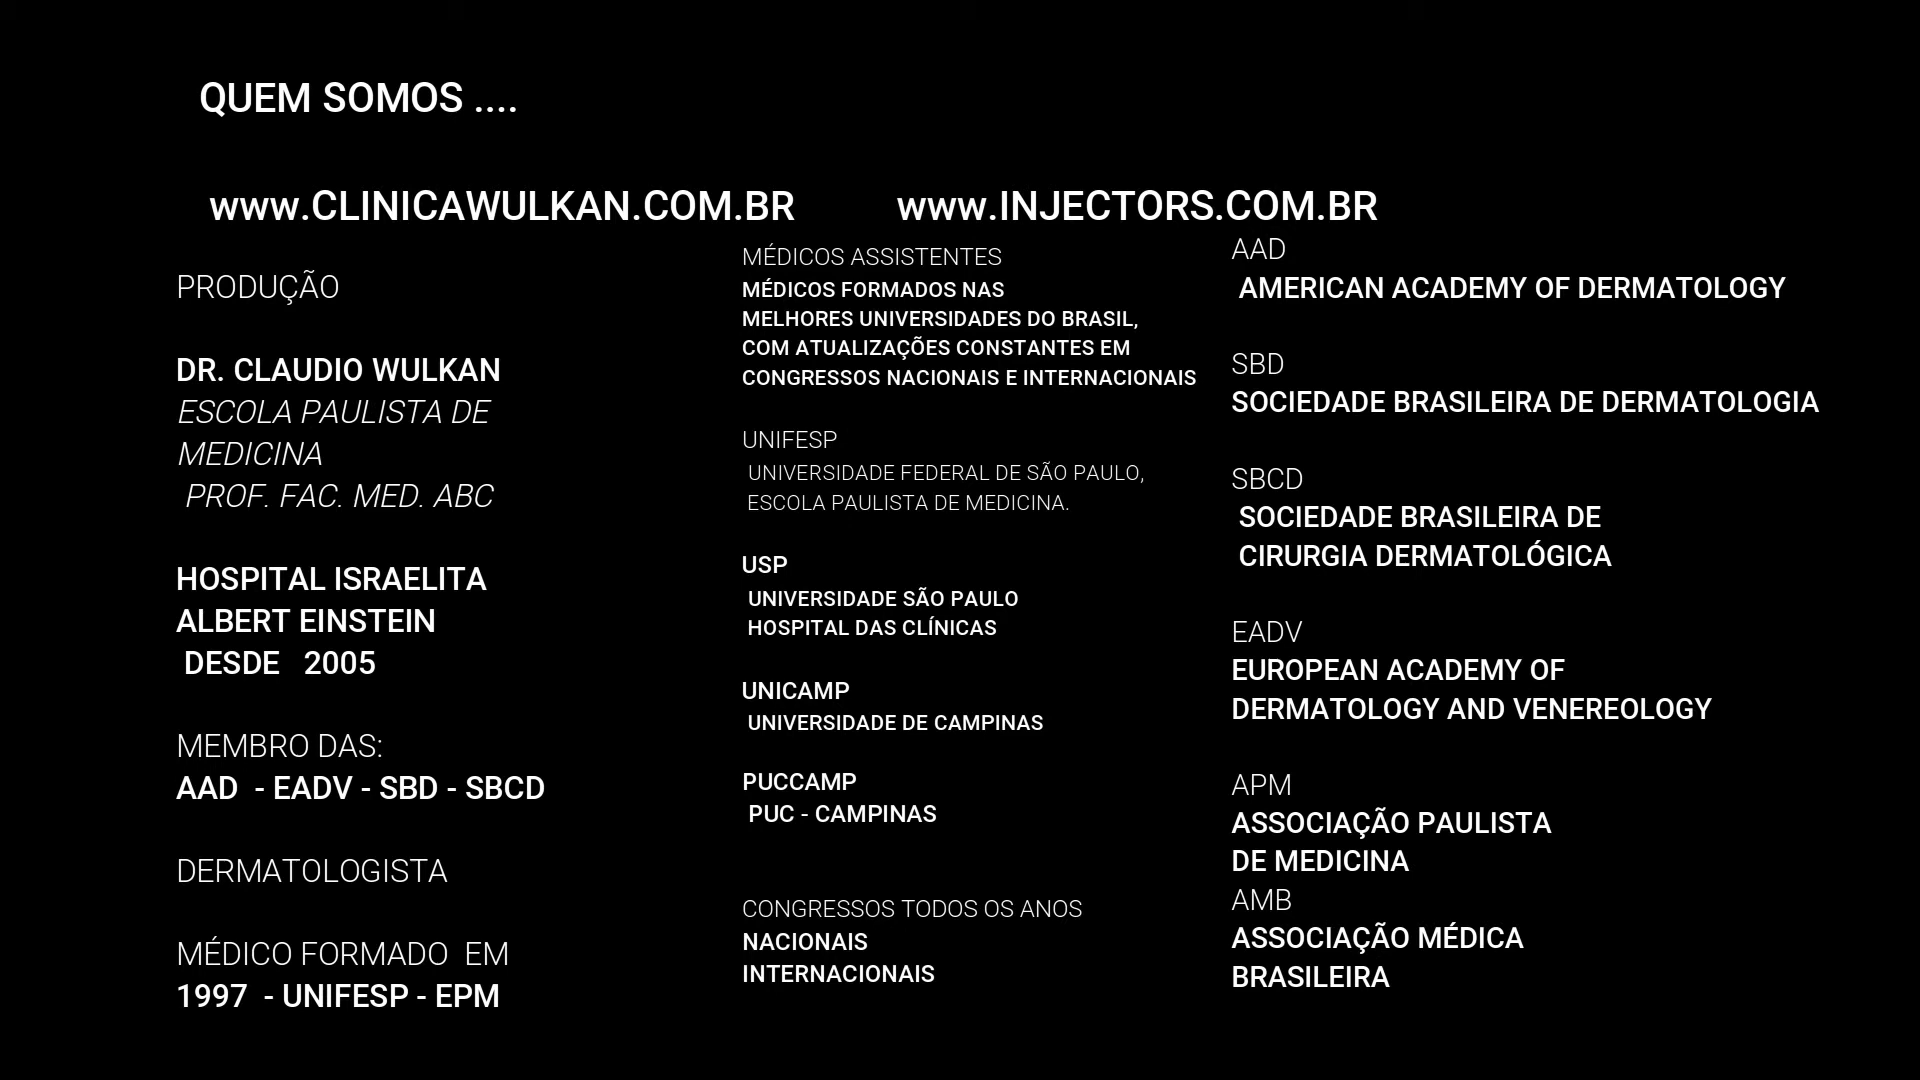 QUEM SOMOS ....
www.CLINICAWULKAN.COM.BR www.INJECTORS.COM.BR
PRODUÇÃO
DR. CLAUDIO WULKAN
ESCOLA PAULISTA DE
MEDICINA
PROF. FAC. MED. ABC
HOSPITAL ISRAELITA
ALBERT EINSTEIN
DESDE 2005
MEMBRO DAS:
AAD - EADV - SBD - SBCD
DERMATOLOGISTA
MÉDICO FORMADO EM
1997 - UNIFESP - EPM
MÉDICOS ASSISTENTES
MÉDICOS FORMADOS NAS
MELHORES UNIVERSIDADES DO BRASIL,
COM ATUALIZAÇÕES CONSTANTES EM
CONGRESSOS NACIONAIS E INTERNACIONAIS
UNIFESP
UNIVERSIDADE FEDERAL DE SÃO PAULO,
ESCOLA PAULISTA DE MEDICINA.
USP
UNIVERSIDADE SÃO PAULO
HOSPITAL DAS CLÍNICAS
UNICAMP
UNIVERSIDADE DE CAMPINAS
PUCCAMP
PUC - CAMPINAS
CONGRESSOS TODOS OS ANOS
NACIONAIS
INTERNACIONAIS
AAD
AMERICAN ACADEMY OF DERMATOLOGY
SBD
SOCIEDADE BRASILEIRA DE DERMATOLOGIA
SBCD
SOCIEDADE BRASILEIRA DE
CIRURGIA DERMATOLÓGICA
EADV
EUROPEAN ACADEMY OF
DERMATOLOGY AND VENEREOLOGY
APM
ASSOCIAÇÃO PAULISTA
DE MEDICINA
AMB
ASSOCIAÇÃO MÉDICA
BRASILEIRA